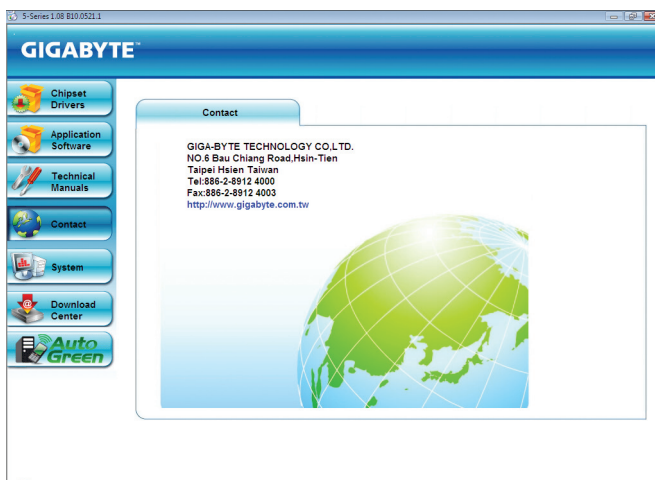 5-Series 1.08 B10.0521.1
GIGABYTE™
Chipset
Drivers
Application
Software
Technical
Manuals
Contact
System
Download
Center
Auto
Green
Contact
GIGA-BYTE TECHNOLOGY CO,LTD.
NO.6 Bau Chiang Road,Hsin-Tien
Taipei Hsien Taiwan
Tel:886-2-8912 4000
Fax:886-2-8912 4003
http://www.gigabyte.com.tw